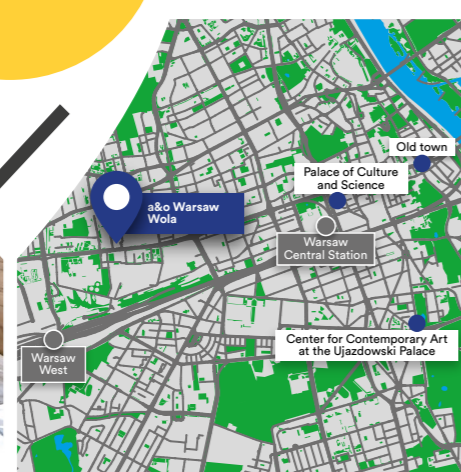 Old town
Palace of Culture
and Science
a&o Warsaw
Wola
Warsaw
Central Station
Center for Contemporary Art
at the Ujazdowski Palace
Warsaw
West